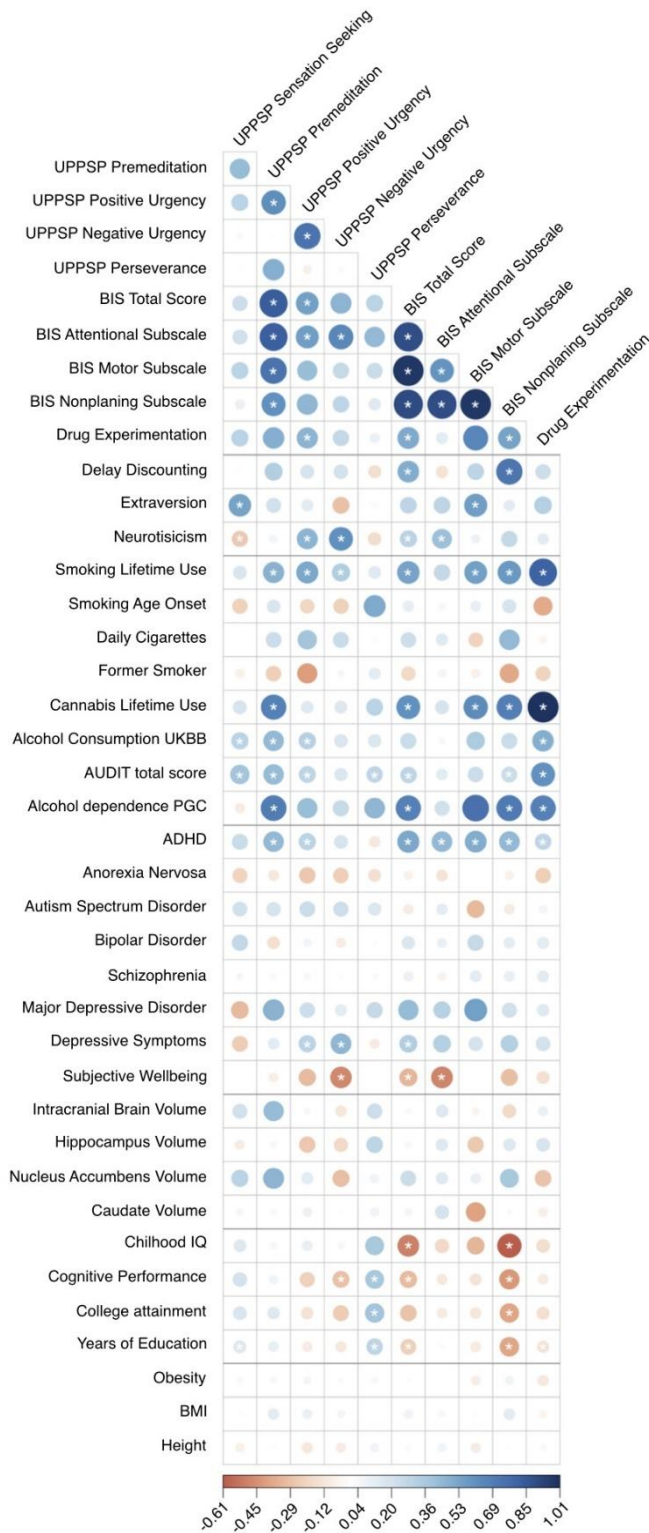 UPPSP Sensation Seeking
UPPSP Premeditation
UPPSP Positive Urgency
UPPSP Negative Urgency
UPPSP Perseverance
BIS Total Score
BIS Attentional Subscale
BIS Motor Subscale
BIS Nonplaning Subscale
Drug Experimentation
UPPSP Premeditation
UPPSP Positive Urgency
UPPSP Negative Urgency
UPPSP Perseverance
BIS Total Score
BIS Attentional Subscale
BIS Motor Subscale
BIS Nonplaning Subscale
Drug Experimentation
Delay Discounting
Extraversion
Neurotisicism
Smoking Lifetime Use
Smoking Age Onset
Daily Cigarettes
Former Smoker
Cannabis Lifetime Use
Alcohol Consumption UKBB
AUDIT total score
Alcohol dependence PGC
ADHD
Anorexia Nervosa
Autism Spectrum Disorder
Bipolar Disorder
Schizophrenia
Major Depressive Disorder
Depressive Symptoms
Subjective Wellbeing
Intracranial Brain Volume
Hippocampus Volume
Nucleus Accumbens Volume
Caudate Volume
Chilhood IQ
Cognitive Performance
College attainment
Years of Education
Obesity
BMI
Height
-0.61 -0.45 -0.29 -0.12 0.04 0.20 0.36 0.53 0.69 0.85 1.01